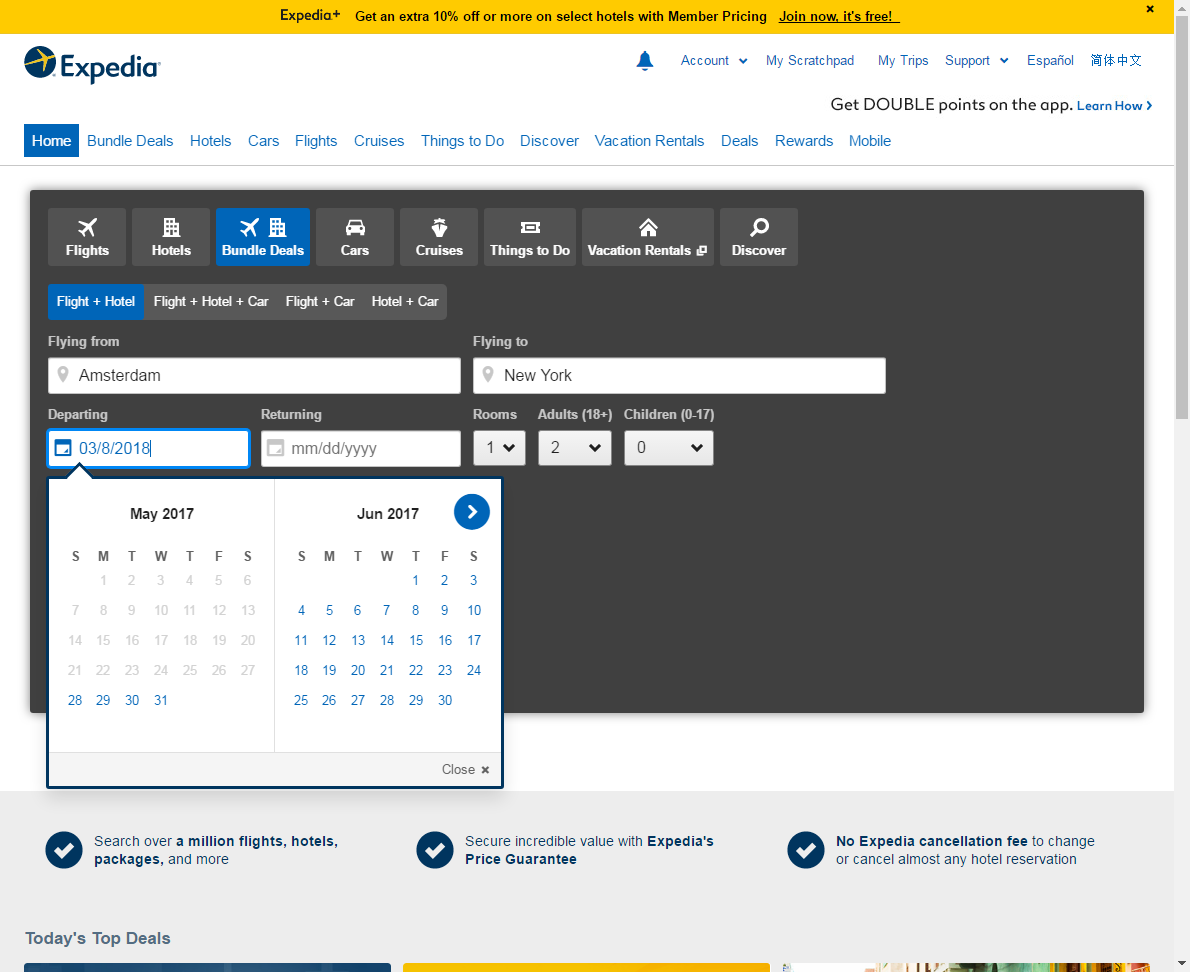 Expedia+ Get an extra 10% off or more on select hotels with Member Pricing Join now, it's free!
Expedia
Account My Scratchpad My Trips Support Español 简体中文
Get DOUBLE points on the app. Learn How
Home Bundle Deals Hotels Cars Flights Cruises Things to Do Discover Vacation Rentals Deals Rewards Mobile
Flights Hotels Bundle Deals Cars Cruises Things to Do Vacation Rentals Discover
Flight + Hotel Flight + Hotel + Car Flight + Car Hotel + Car
Flying from Flying to
Amsterdam New York
Departing Returning Rooms Adults (18+) Children (0-17)
03/8/2018 mm/dd/yyyy 1 2 0
May 2017 Jun 2017
S M T W T F S S M T W T F S
1 2 3 4 5 6 1 2 3
7 8 9 10 11 12 13 4 5 6 7 8 9 10
14 15 16 17 18 19 20 11 12 13 14 15 16 17
21 22 23 24 25 26 27 18 19 20 21 22 23 24
28 29 30 31 25 26 27 28 29 30
Close
Search over a million flights, hotels, packages, and more
Secure incredible value with Expedia's Price Guarantee
No Expedia cancellation fee to change or cancel almost any hotel reservation
Today's Top Deals